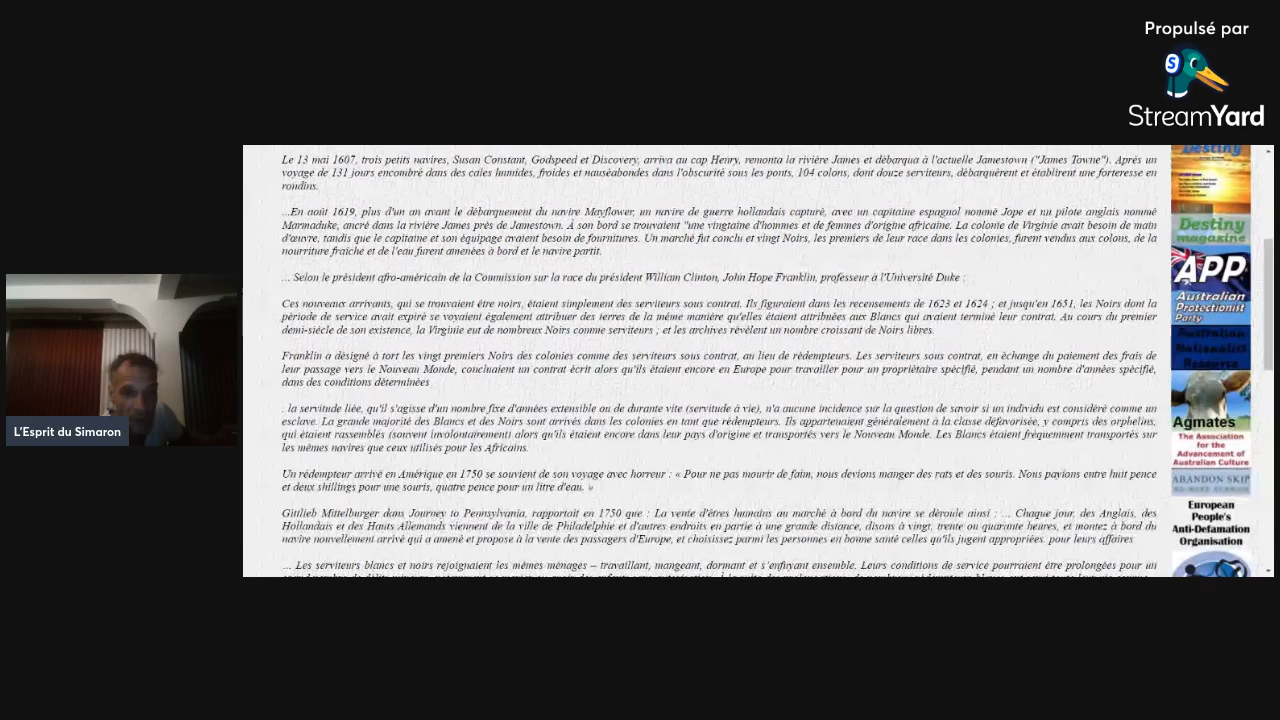 Propulsé par
StreamYard
Le 13 mai 1607, trois petits navires, Susan Constant, Godspeed et Discovery, arriva au cap Henry, remonta la rivière James et débarqua à l'actuelle Jamestown ("James Towne"). Après un
voyage de 131 jours encombré dans des cales humides, froides et nauséabondes dans l'obscurité sous les ponts, 104 colons, dont douze serviteurs, débarquèrent et établirent une forteresse en
rondins.
...En août 1619, plus d'un an avant le débarquement du navire Mayflower, un navire de guerre hollandais capturé, avec un capitaine espagnol nommé Jope et un pilote anglais nommé
Marmaduke, ancré dans la rivière James près de Jamestown. À son bord se trouvaient "une vingtaine d'hommes et de femmes d'origine africaine. La colonie de Virginie avait besoin de main
d'œuvre, tandis que le capitaine et son équipage avaient besoin de fournitures. Un marché fut conclu et vingt Noirs, les premiers de leur race dans les colonies, furent vendus aux colons, de la
nourriture fraîche et de l'eau furent amenées à bord et le navire partit.
... Selon le président afro-américain de la Commission sur la race du président William Clinton, John Hope Franklin, professeur à l'Université Duke :
Ces nouveaux arrivants, qui se trouvaient être noirs, étaient simplement des serviteurs sous contrat. Ils figuraient dans les recensements de 1623 et 1624 ; et jusqu'en 1651, les Noirs dont la
période de service avait expiré se voyaient également attribuer des terres de la même manière qu'elles étaient attribuées aux Blancs qui avaient terminé leur contrat. Au cours du premier
demi-siècle de son existence, la Virginie eut de nombreux Noirs comme serviteurs ; et les archives révèlent un nombre croissant de Noirs libres.
Franklin a désigné à tort les vingt premiers Noirs des colonies comme des serviteurs sous contrat, au lieu de rédempteurs. Les serviteurs sous contrat, en échange du paiement des frais de
leur passage vers le Nouveau Monde, concluaient un contrat écrit alors qu'ils étaient encore en Europe pour travailler pour un propriétaire spécifié, pendant un nombre d'années spécifié,
dans des conditions déterminées
. la servitude liée, qu'il s'agisse d'un nombre fixe d'années extensible ou de durante vite (servitude à vie), n'a aucune incidence sur la question de savoir si un individu est considéré comme un
esclave. La grande majorité des Blancs et des Noirs sont arrivés dans les colonies en tant que rédempteurs. Ils appartenaient généralement à la classe défavorisée, y compris des orphelins,
qui étaient rassemblés (souvent involontairement) alors qu'ils étaient encore dans leur pays d'origine et transportés vers le Nouveau Monde. Les Blancs étaient fréquemment transportés sur
les mêmes navires que ceux utilisés pour les Africains.
Un rédempteur arrivé en Amérique en 1750 se souvient de son voyage avec horreur : « Pour ne pas mourir de faim, nous devions manger des rats et des souris. Nous payions entre huit pence
et deux shillings pour une souris, quatre pence pour un litre d'eau. »
Gittlieb Mittelburger dans Journey to Pennsylvania, rapportait en 1750 que : La vente d'êtres humains au marché à bord du navire se déroule ainsi : ... Chaque jour, des Anglais, des
Hollandais et des Hauts Allemands viennent de la ville de Philadelphie et d'autres endroits en partie à une grande distance, disons à vingt, trente ou quarante heures, et montez à bord du
navire nouvellement arrivé qui a amené et propose à la vente des passagers d'Europe, et choisissez parmi les personnes en bonne santé celles qu'ils jugent appropriées. pour leurs affaires
... Les serviteurs blancs et noirs rejoignaient les mêmes ménages – travaillant, mangeant, dormant et s'enfuyant ensemble. Leurs conditions de service pourraient être prolongées pour un
L'Esprit du Simaron
Destiny
Destiny
magazine
APP
Australian
Protectionist
Party
Australian
Nationalist
Resource
Agmates
The Association
for the
Advancement of
Australian Culture
ABANDON SKIP
European
People's
Anti-Defamation
Organisation